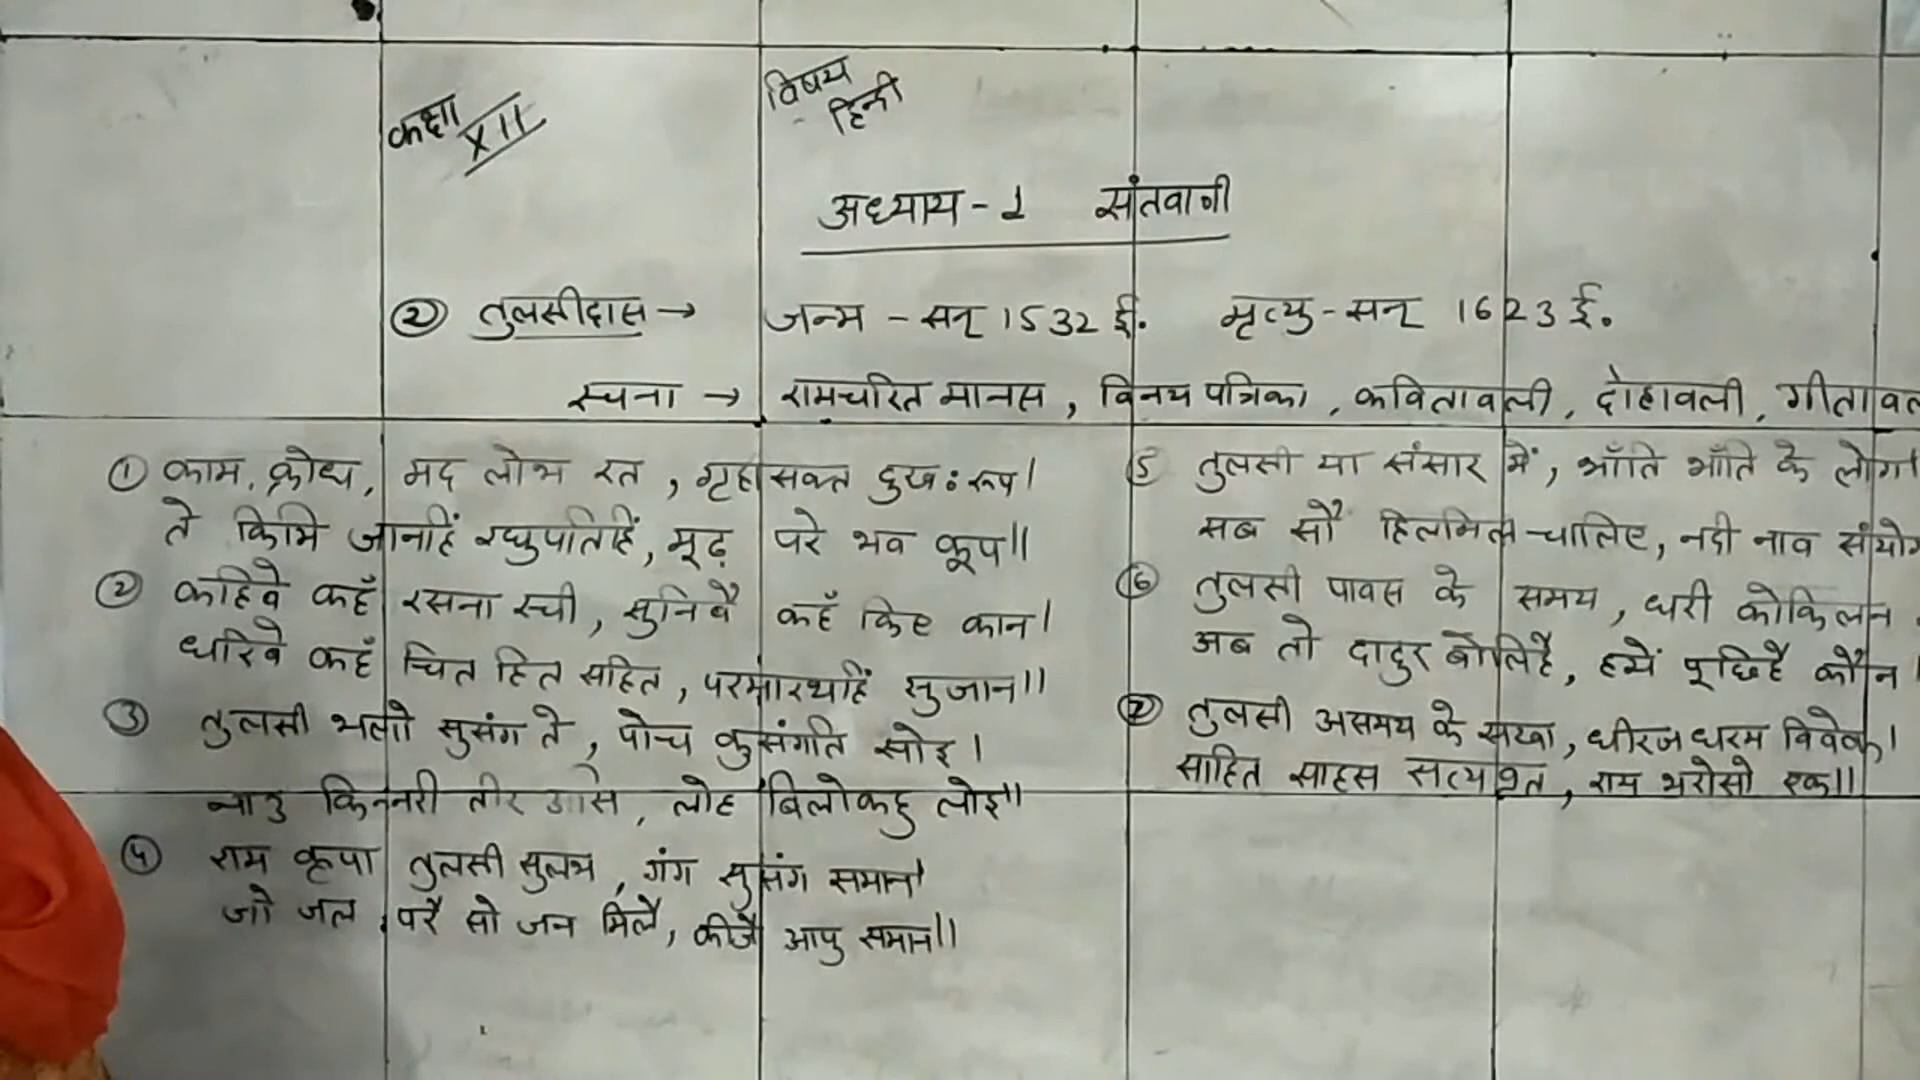 कक्षा XII
विषय - हिन्दी
अध्याय - 1 संतवाणी
② तुलसीदास → जन्म - सन् 1532 ई. मृत्यु - सन् 1623 ई.
रचना → रामचरित मानस, विनय पत्रिका, कवितावली, दोहावली, गीतावल
① काम, क्रोध, मद लोभ रत, गृहासक्त दुख: रूप।
ते किमि जानहिं रघुपतिहिं, मूढ़ परे भव कूप॥
② कहिवे कहँ रसना रची, सुनिवै कहँ किए कान।
धरिवे कहँ चित हित सहित, परमारथहिं सुजान॥
③ तुलसी भलो सुसंग ते, पोच कुसंगति सोइ।
नाउ किन्नरी तीर असि, लोह बिलोकहु लोइ॥
④ राम कृपा तुलसी सुलभ, गंग सुसंग समान।
जो जल परै सो जन मिलै, कीजै आपु समान॥
⑤ तुलसी या संसार में, भाँति भाँति के लोग।
सब सौं हिलमिल चालिए, नदी नाव संयोग
⑥ तुलसी पावस के समय, धरी कोकिलन
अब तो दादुर बोलिहै, हमें पूछिहै कौन।
⑦ तुलसी असमय के सखा, धीरज धरम विवेक।
साहित साहस सत्यव्रत, राम भरोसो एक॥